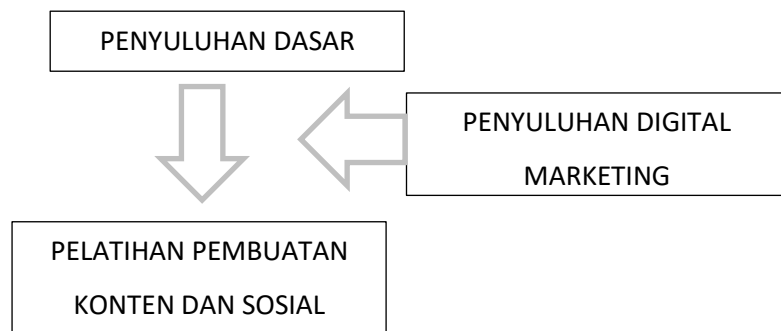 PENYULUHAN DASAR
PENYULUHAN DIGITAL
MARKETING
PELATIHAN PEMBUATAN
KONTEN DAN SOSIAL